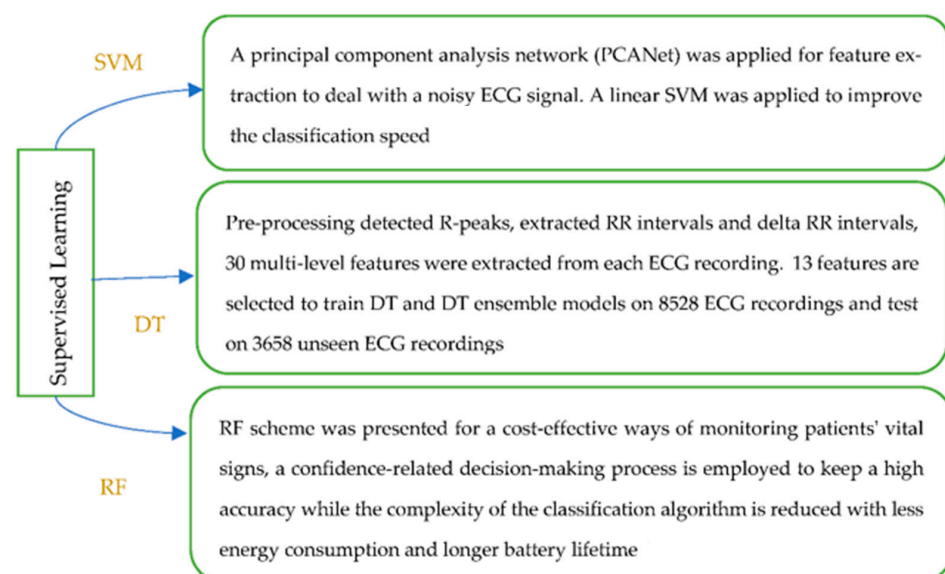 SVM
A principal component analysis network (PCANet) was applied for feature ex-
traction to deal with a noisy ECG signal. A linear SVM was applied to improve
the classification speed
Supervised Learning
Pre-processing detected R-peaks, extracted RR intervals and delta RR intervals,
30 multi-level features were extracted from each ECG recording. 13 features are
selected to train DT and DT ensemble models on 8528 ECG recordings and test
on 3658 unseen ECG recordings
DT
RF scheme was presented for a cost-effective ways of monitoring patients' vital
signs, a confidence-related decision-making process is employed to keep a high
accuracy while the complexity of the classification algorithm is reduced with less
energy consumption and longer battery lifetime
RF